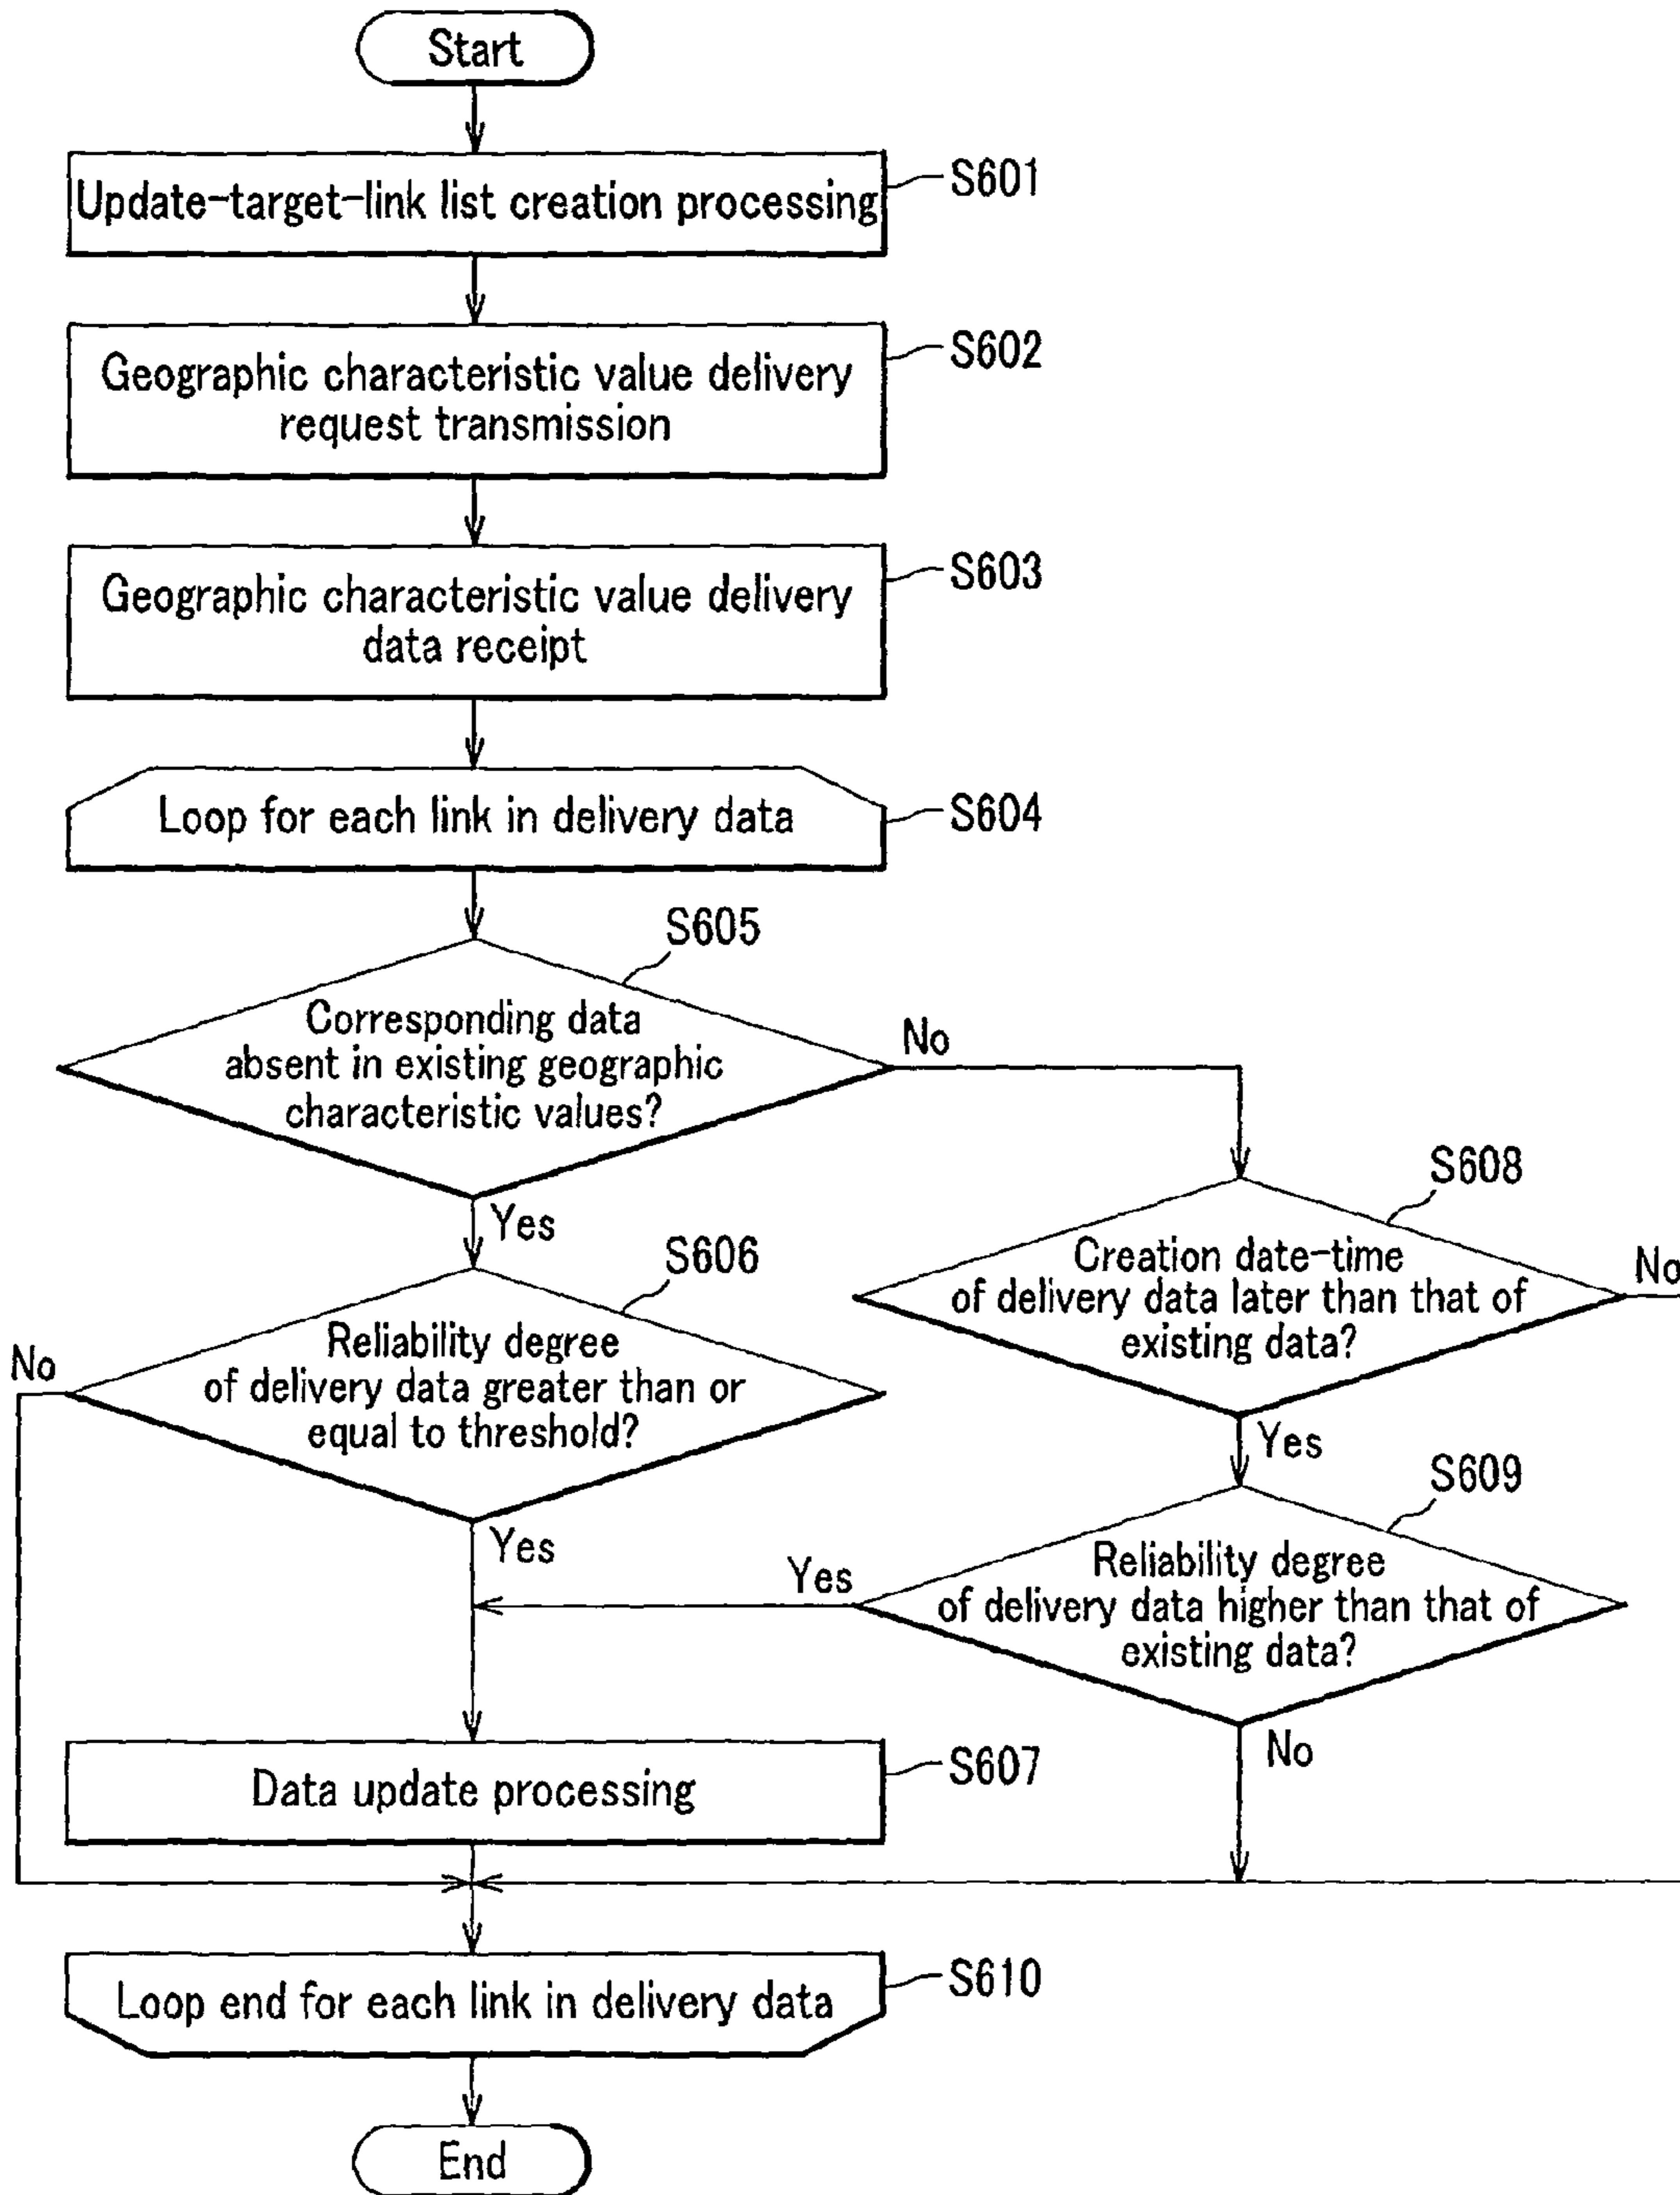 Start
Update-target-link list creation processing
S601
Geographic characteristic value delivery
request transmission
S602
Geographic characteristic value delivery
data receipt
S603
Loop for each link in delivery data
S604
S605
Corresponding data
absent in existing geographic
characteristic values?
No
Yes
S608
Creation date-time
of delivery data later than that of
existing data?
No
Yes
S606
Reliability degree
of delivery data greater than or
equal to threshold?
No
Yes
S609
Reliability degree
of delivery data higher than that of
existing data?
Yes
No
Data update processing
S607
Loop end for each link in delivery data
S610
End